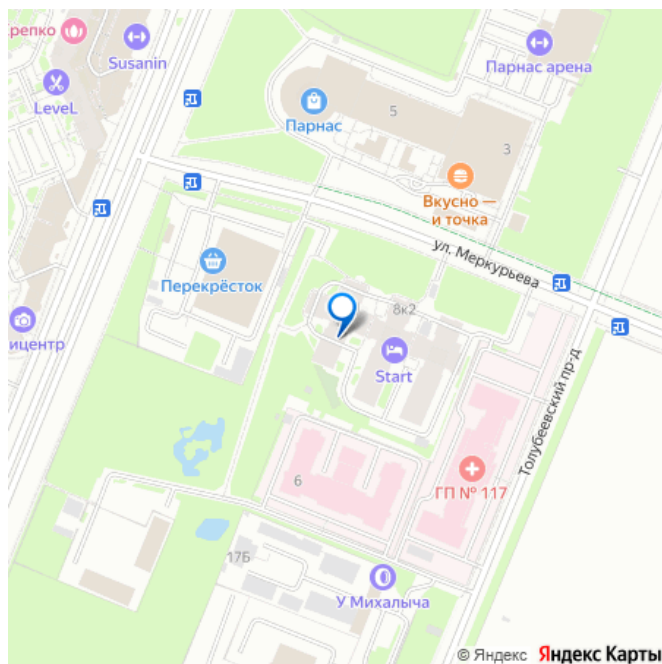 Крепко
Susanin
LeveL
Парнас арена
Парнас
5
3
Вкусно —
и точка
ул. Меркурьева
Перекрёсток
8к2
Start
Толубеевский пр-д
6
ГП № 117
17Б
У Михалыча
© Яндекс Яндекс Карты